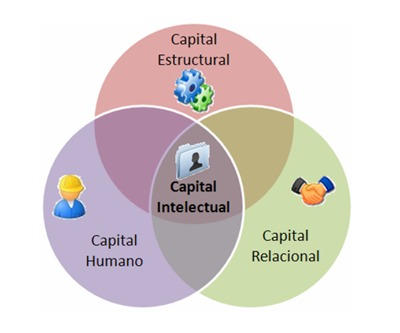 Capital
Estructural
Capital
Intelectual
Capital
Humano
Capital
Relacional